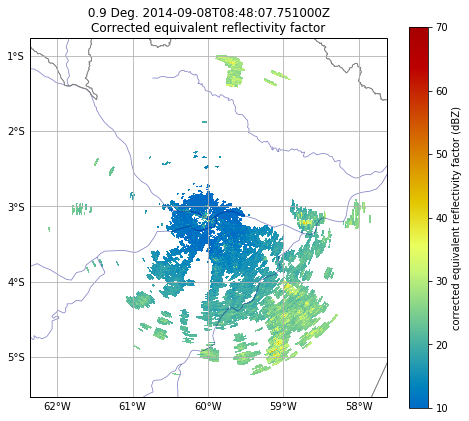 0.9 Deg. 2014-09-08T08:48:07.751000Z
Corrected equivalent reflectivity factor
1°S
2°S
3°S
4°S
5°S
62°W 61°W 60°W 59°W 58°W
70
60
50
40
30
20
10
corrected equivalent reflectivity factor (dBZ)